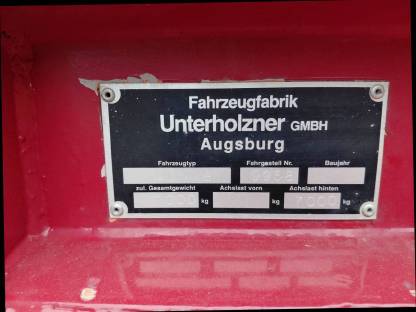 Fahrzeugfabrik
Unterholzner GMBH
Augsburg
Fahrzeugtyp Fahrgestell Nr. Baujahr
zul. Gesamtgewicht Achslast vorn Achslast hinten
kg kg kg